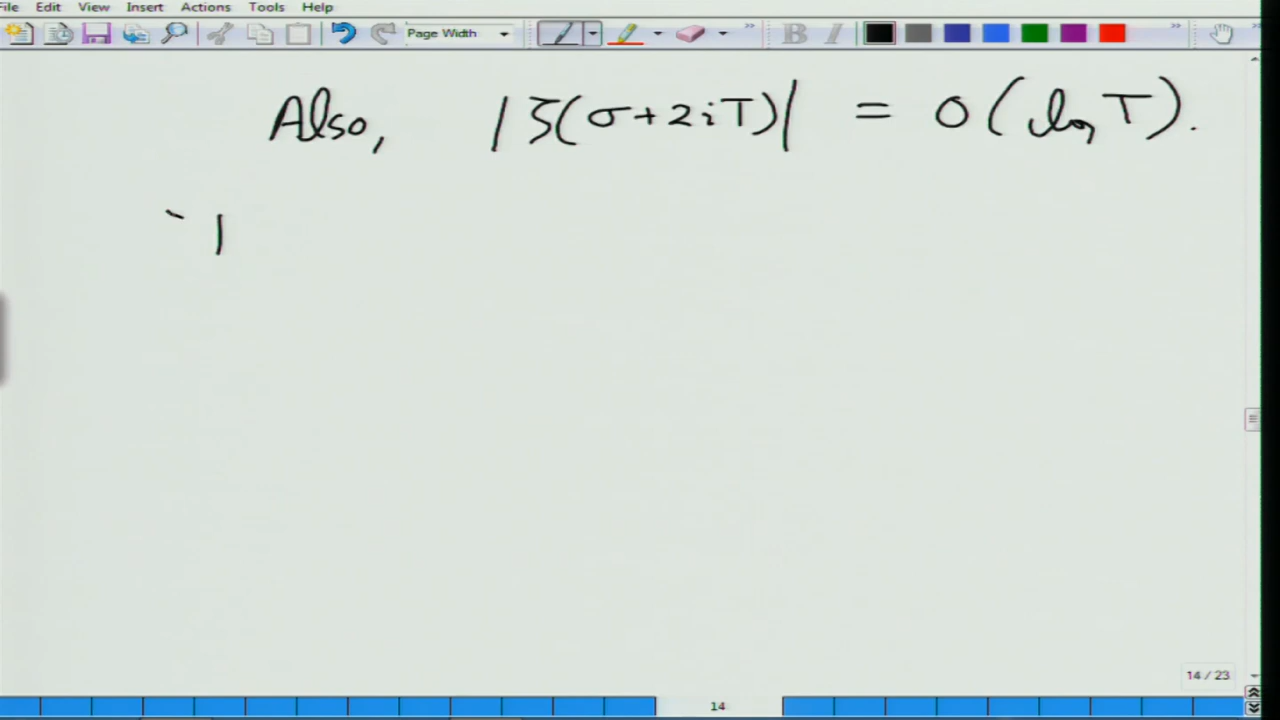 File Edit View Insert Actions Tools Help
Page Width B I
Also, |ζ(σ+2iT)| = O(log T).
14 / 23
14